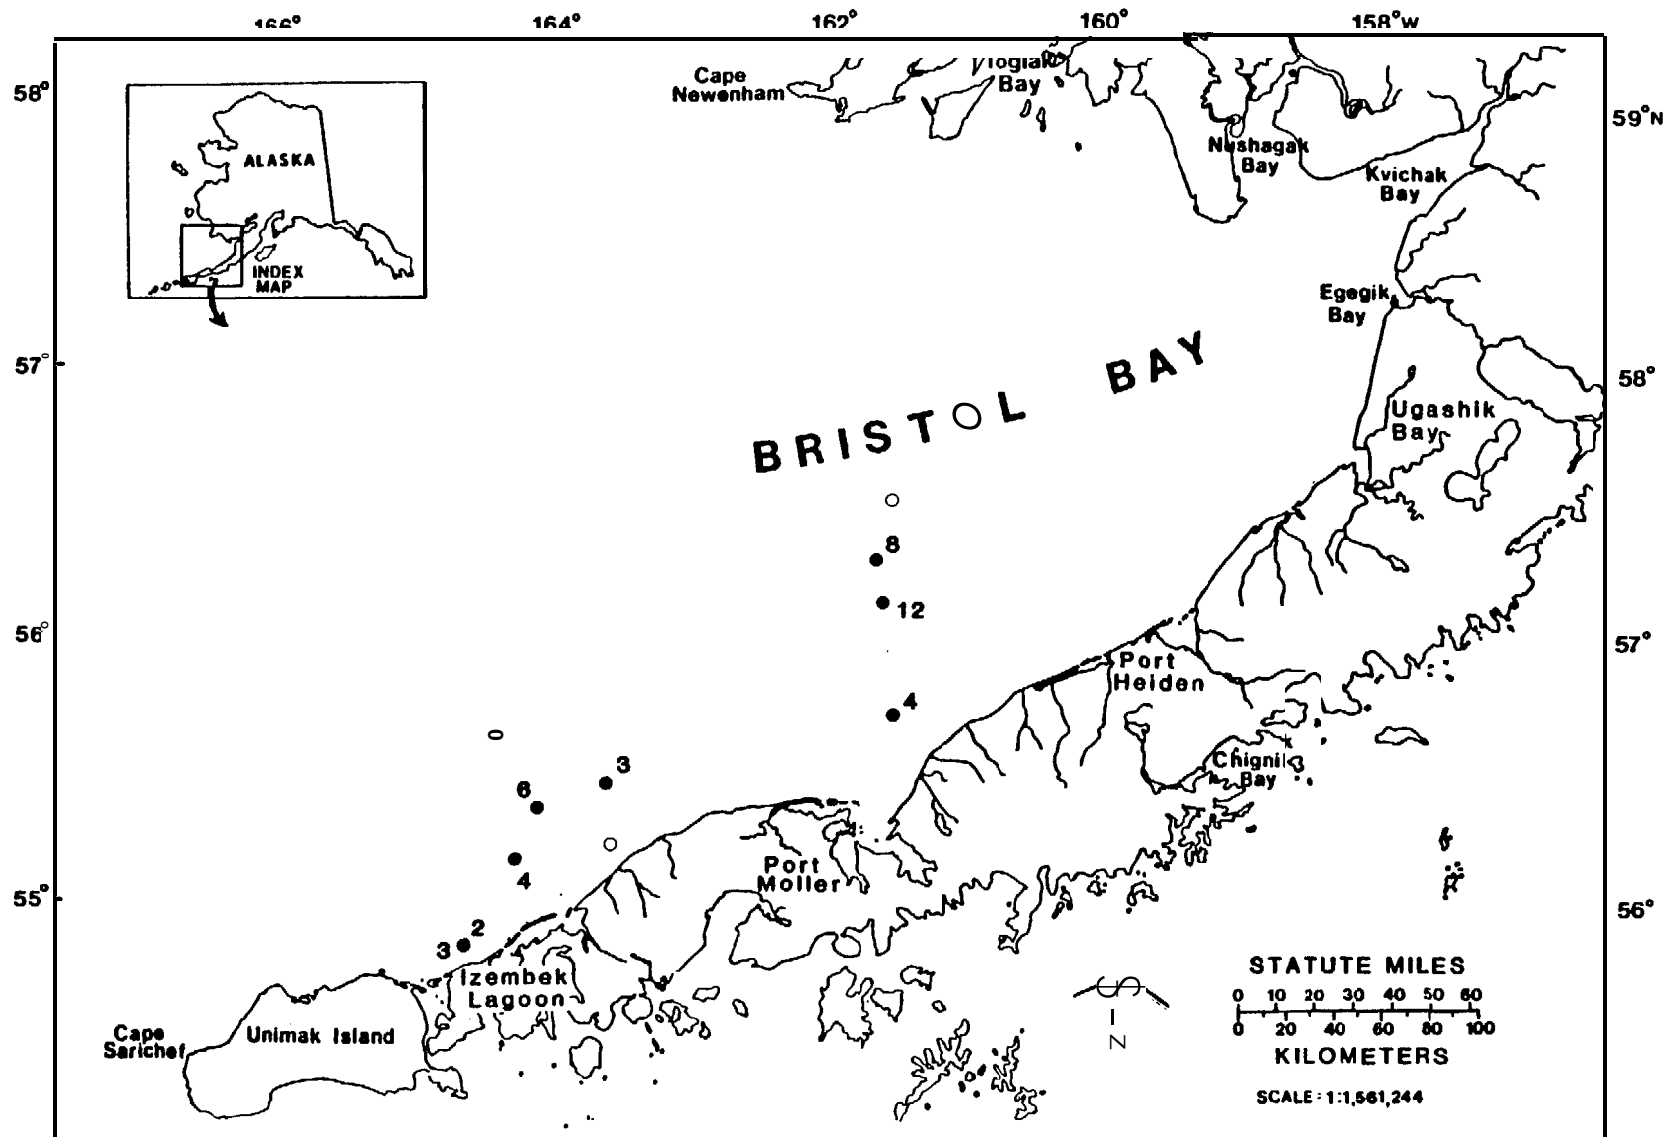 166° 164° 162° 160° 158°W
58°
59°N
Cape
Newenham
Togiak
Bay
Nushagak
Bay
Kvichak
Bay
ALASKA
INDEX
MAP
Egegik
Bay
57°
58°
BRISTOL BAY
Ugashik
Bay
8
12
56°
57°
Port
Heiden
4
3
6
Chignik
Bay
4
Port
Moller
55°
56°
2
3
Izembek
Lagoon
Cape
Sarichef
Unimak Island
N
STATUTE MILES
0 10 20 30 40 50 60
0 20 40 60 80 100
KILOMETERS
SCALE: 1:1,561,244